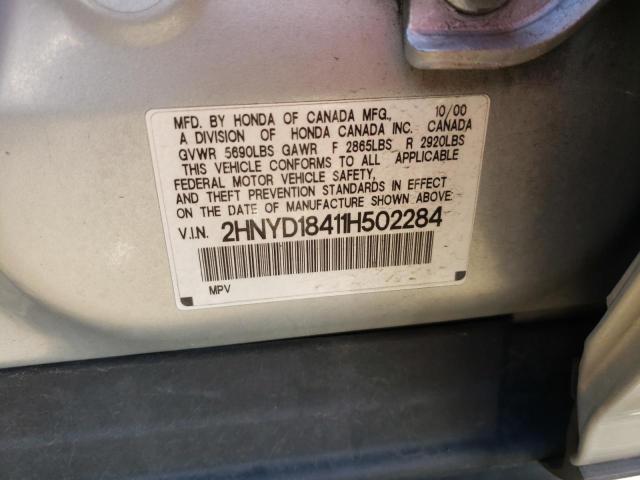 MFD. BY HONDA OF CANADA MFG., 10/00
A DIVISION OF HONDA CANADA INC. CANADA
GVWR 5690LBS GAWR F 2865LBS R 2920LBS
THIS VEHICLE CONFORMS TO ALL APPLICABLE
FEDERAL MOTOR VEHICLE SAFETY,
AND THEFT PREVENTION STANDARDS IN EFFECT
ON THE DATE OF MANUFACTURE SHOWN ABOVE.
V.I.N. 2HNYD18411H502284
MPV